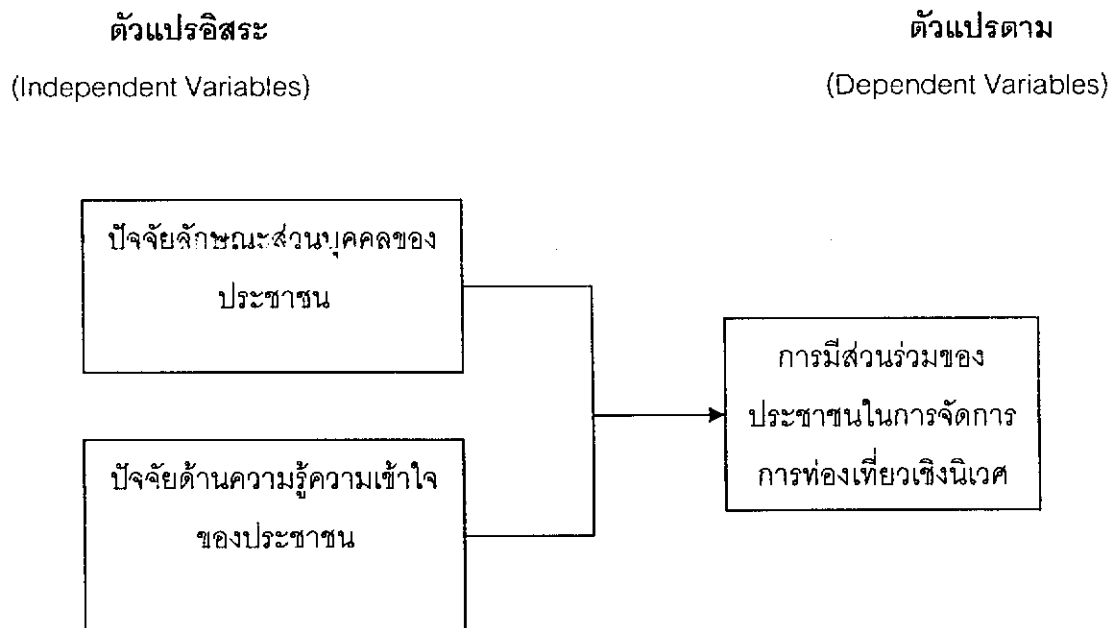 ตัวแปรอิสระ
(Independent Variables)
ตัวแปรตาม
(Dependent Variables)
ปัจจัยลักษณะส่วนบุคคลของ
ประชาชน
ปัจจัยด้านความรู้ความเข้าใจ
ของประชาชน
การมีส่วนร่วมของ
ประชาชนในการจัดการ
การท่องเที่ยวเชิงนิเวศ